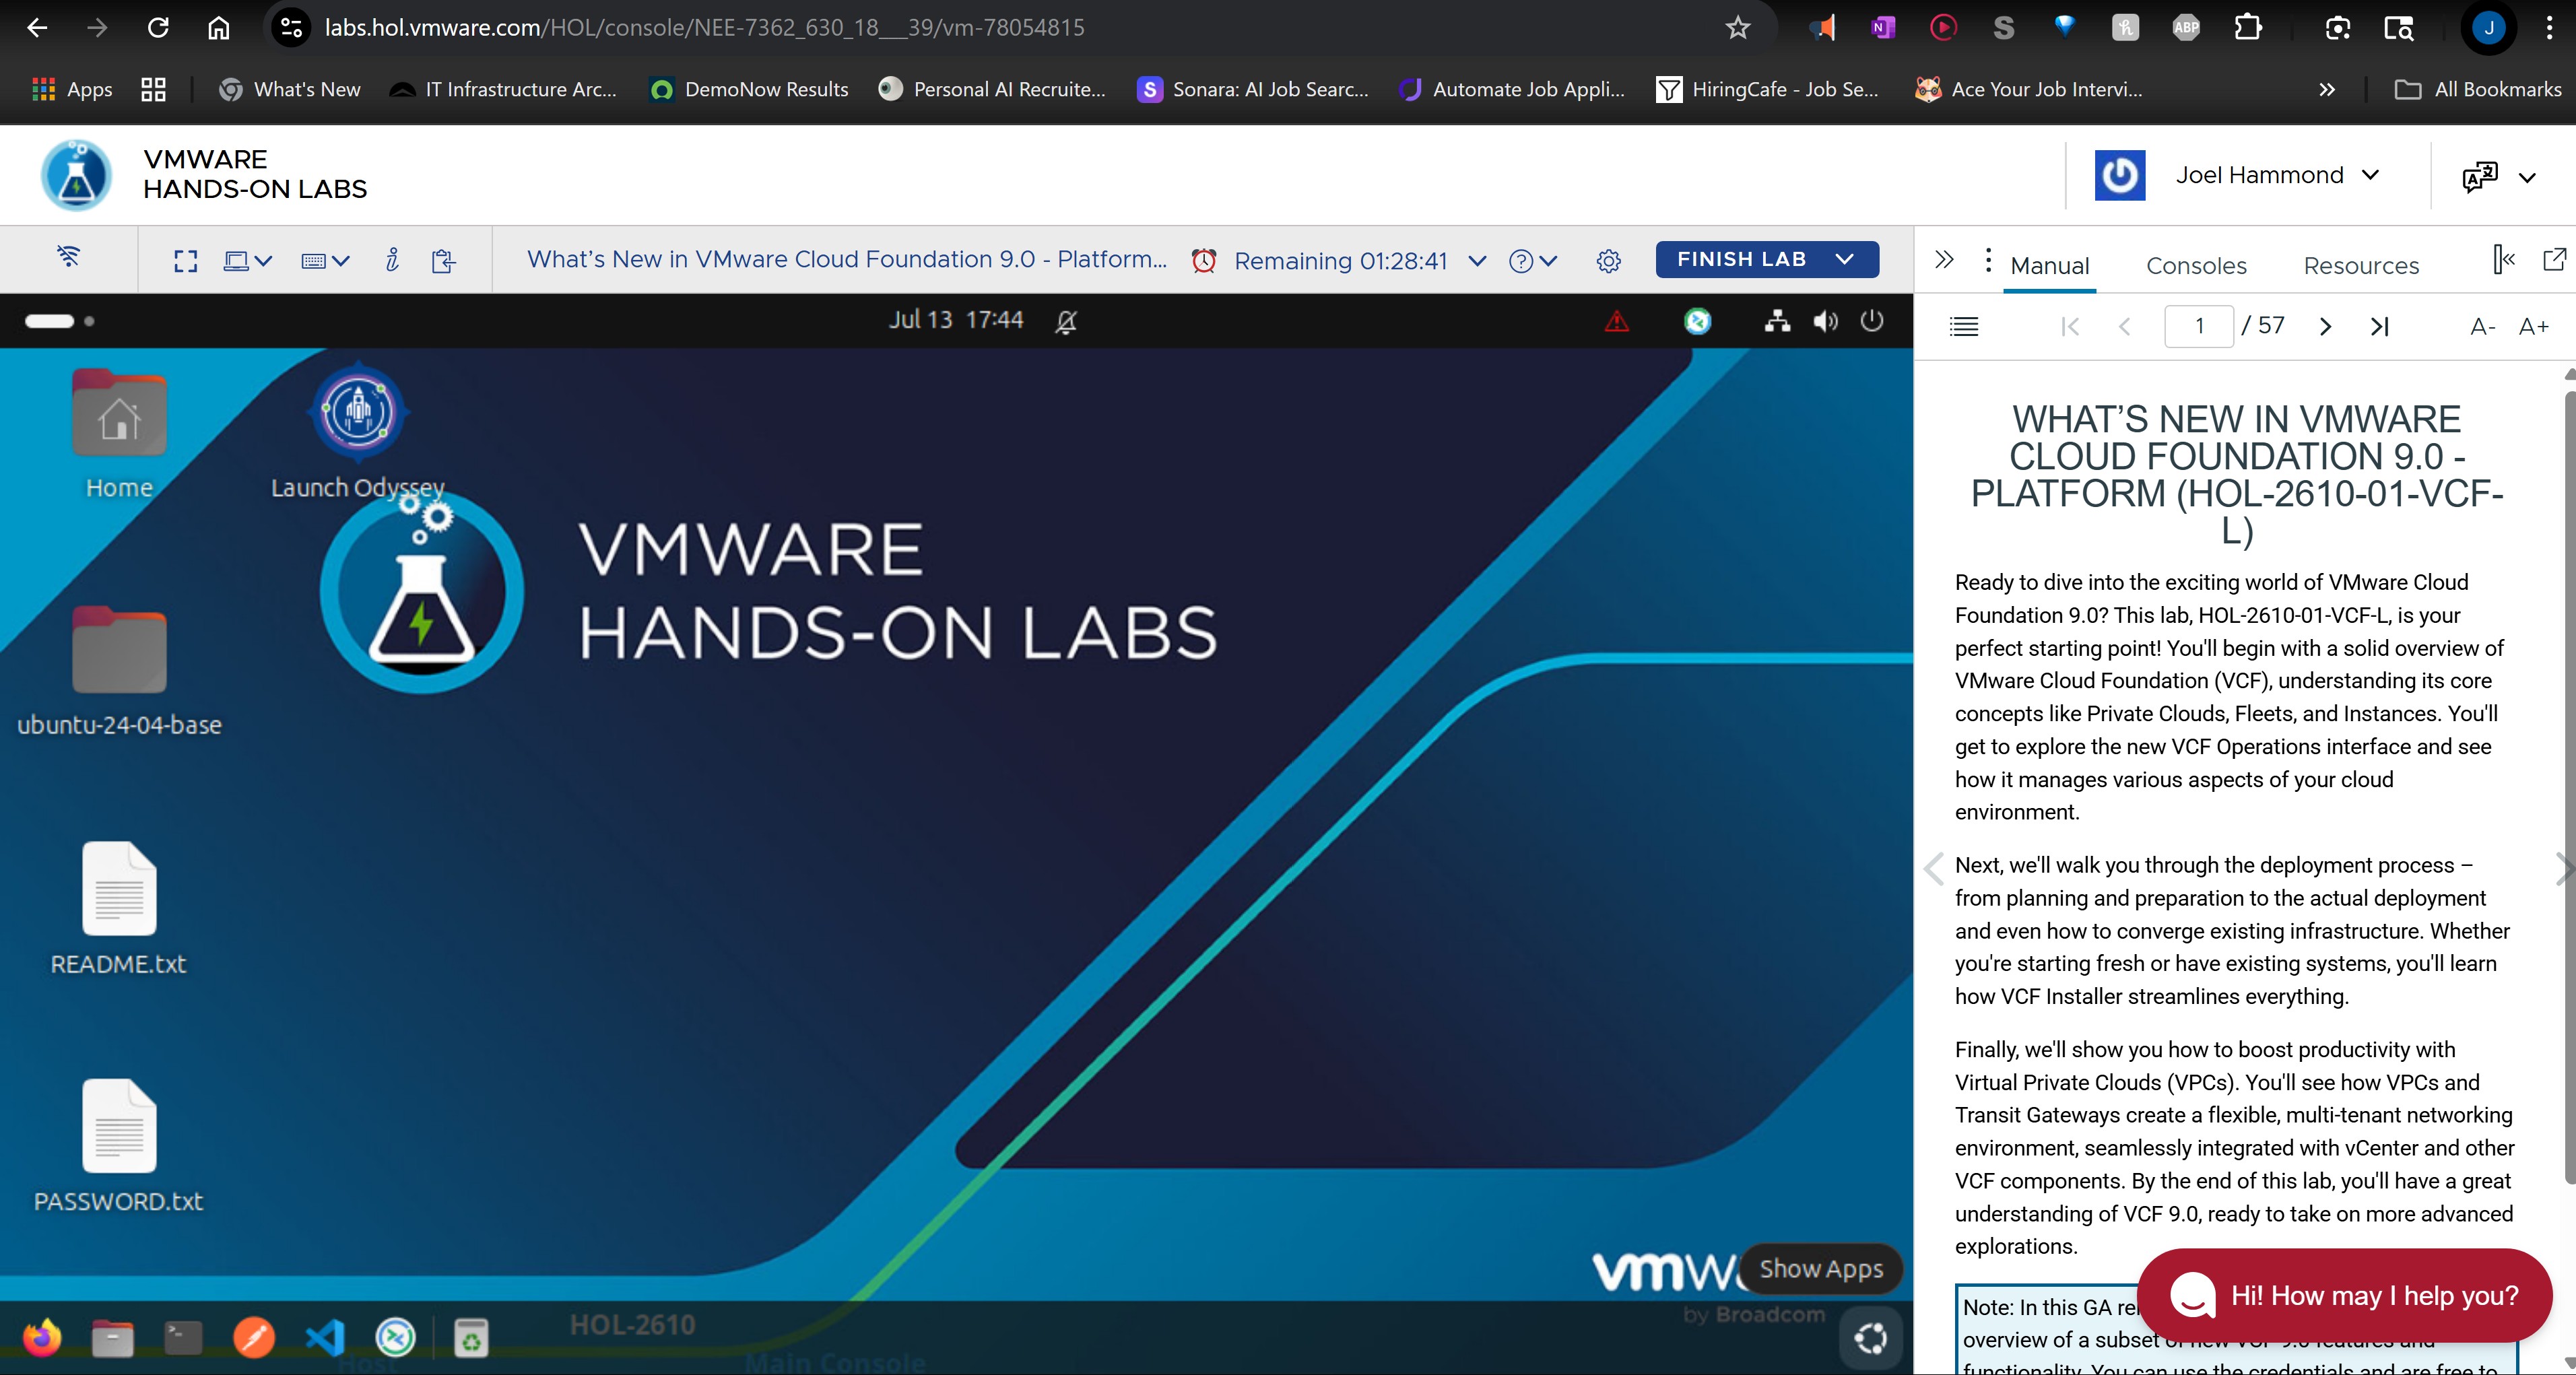 labs.hol.vmware.com/HOL/console/NEE-7362_630_18___39/vm-78054815
J
Apps
What's New
IT Infrastructure Arc...
DemoNow Results
Personal AI Recruite...
S Sonara: AI Job Searc...
Automate Job Appli...
HiringCafe - Job Se...
Ace Your Job Intervi...
All Bookmarks
VMWARE
HANDS-ON LABS
Joel Hammond
What's New in VMware Cloud Foundation 9.0 - Platform...
Remaining 01:28:41
FINISH LAB
Manual
Consoles
Resources
Jul 13 17:44
1 / 57
A- A+
Home
Launch Odyssey
ubuntu-24-04-base
README.txt
PASSWORD.txt
VMWARE
HANDS-ON LABS
Show Apps
by Broadcom
HOL-2610
Host
Main Console
WHAT'S NEW IN VMWARE
CLOUD FOUNDATION 9.0 -
PLATFORM (HOL-2610-01-VCF-
L)
Ready to dive into the exciting world of VMware Cloud
Foundation 9.0? This lab, HOL-2610-01-VCF-L, is your
perfect starting point! You'll begin with a solid overview of
VMware Cloud Foundation (VCF), understanding its core
concepts like Private Clouds, Fleets, and Instances. You'll
get to explore the new VCF Operations interface and see
how it manages various aspects of your cloud
environment.
Next, we'll walk you through the deployment process –
from planning and preparation to the actual deployment
and even how to converge existing infrastructure. Whether
you're starting fresh or have existing systems, you'll learn
how VCF Installer streamlines everything.
Finally, we'll show you how to boost productivity with
Virtual Private Clouds (VPCs). You'll see how VPCs and
Transit Gateways create a flexible, multi-tenant networking
environment, seamlessly integrated with vCenter and other
VCF components. By the end of this lab, you'll have a great
understanding of VCF 9.0, ready to take on more advanced
explorations.
Note: In this GA
overview of a subset of new VCF 9.0 features and
functionality. You can use the credentials and are free to
Hi! How may I help you?